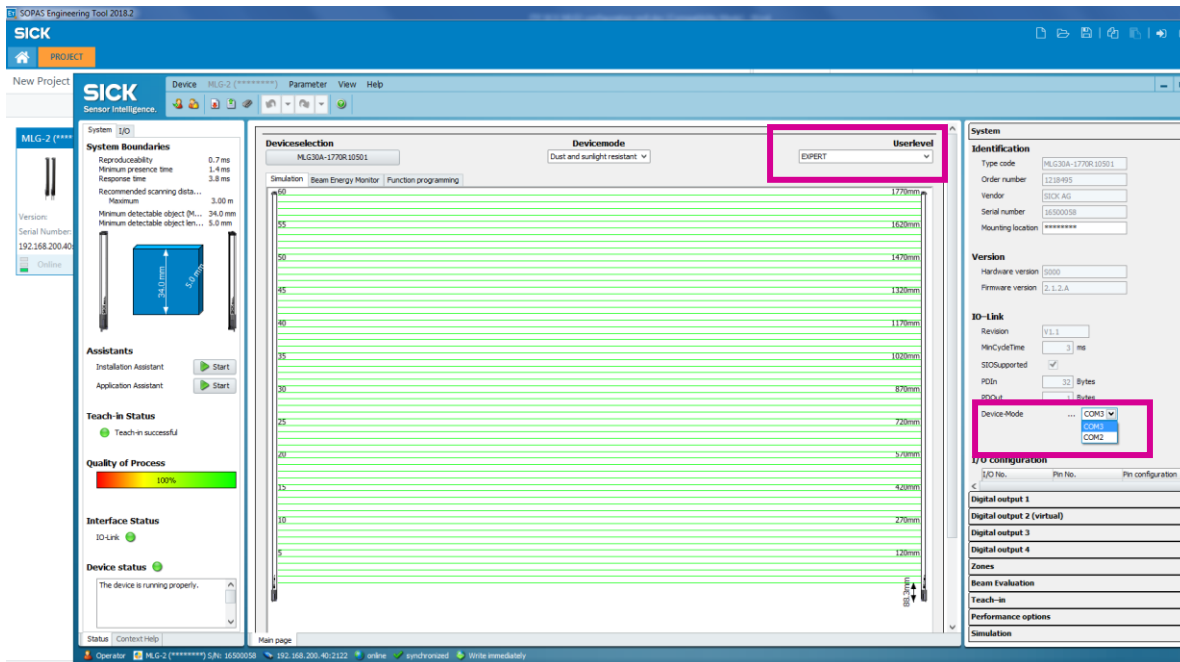 SOPAS Engineering Tool 2018.2
SICK
PROJECT
New Project
MLG-2 (****
Version:
Serial Number:
192.168.200.40:
Online
SICK
Sensor Intelligence.
Device MLG-2 (********) Parameter View Help
System I/O
System Boundaries
Reproduceability 0.7 ms
Minimum presence time 1.4 ms
Response time 3.8 ms
Recommended scanning dista...
Maximum 3.00 m
Minimum detectable object (M... 34.0 mm
Minimum detectable object len... 5.0 mm
34.0 mm
5.0 mm
Assistants
Installation Assistant Start
Application Assistant Start
Teach-in Status
Teach-in successful
Quality of Process
100%
Interface Status
IO-Link
Device status
The device is running properly.
Status Context Help
Deviceselection Devicemode Userlevel
MLG30A-1770R10501 Dust and sunlight resistant EXPERT
Simulation Beam Energy Monitor Function programming
60 1770mm
55 1620mm
50 1470mm
45 1320mm
40 1170mm
35 1020mm
30 870mm
25 720mm
20 570mm
15 420mm
10 270mm
5 120mm
88.3mm
Main page
System
Identification
Type code MLG30A-1770R10501
Order number 1218495
Vendor SICK AG
Serial number 16500058
Mounting location ********
Version
Hardware version S000
Firmware version 2.1.2.A
IO-Link
Revision V1.1
MinCycleTime 3 ms
SIOSupported
PDIn 32 Bytes
PDOut 1 Bytes
Device-Mode ... COM3
COM3
COM2
I/O configuration
I/O No. Pin No. Pin configuration
Digital output 1
Digital output 2 (virtual)
Digital output 3
Digital output 4
Zones
Beam Evaluation
Teach-in
Performance options
Simulation
Operator MLG-2 (********) S/N: 16500058 192.168.200.40:2122 online synchronized Write immediately